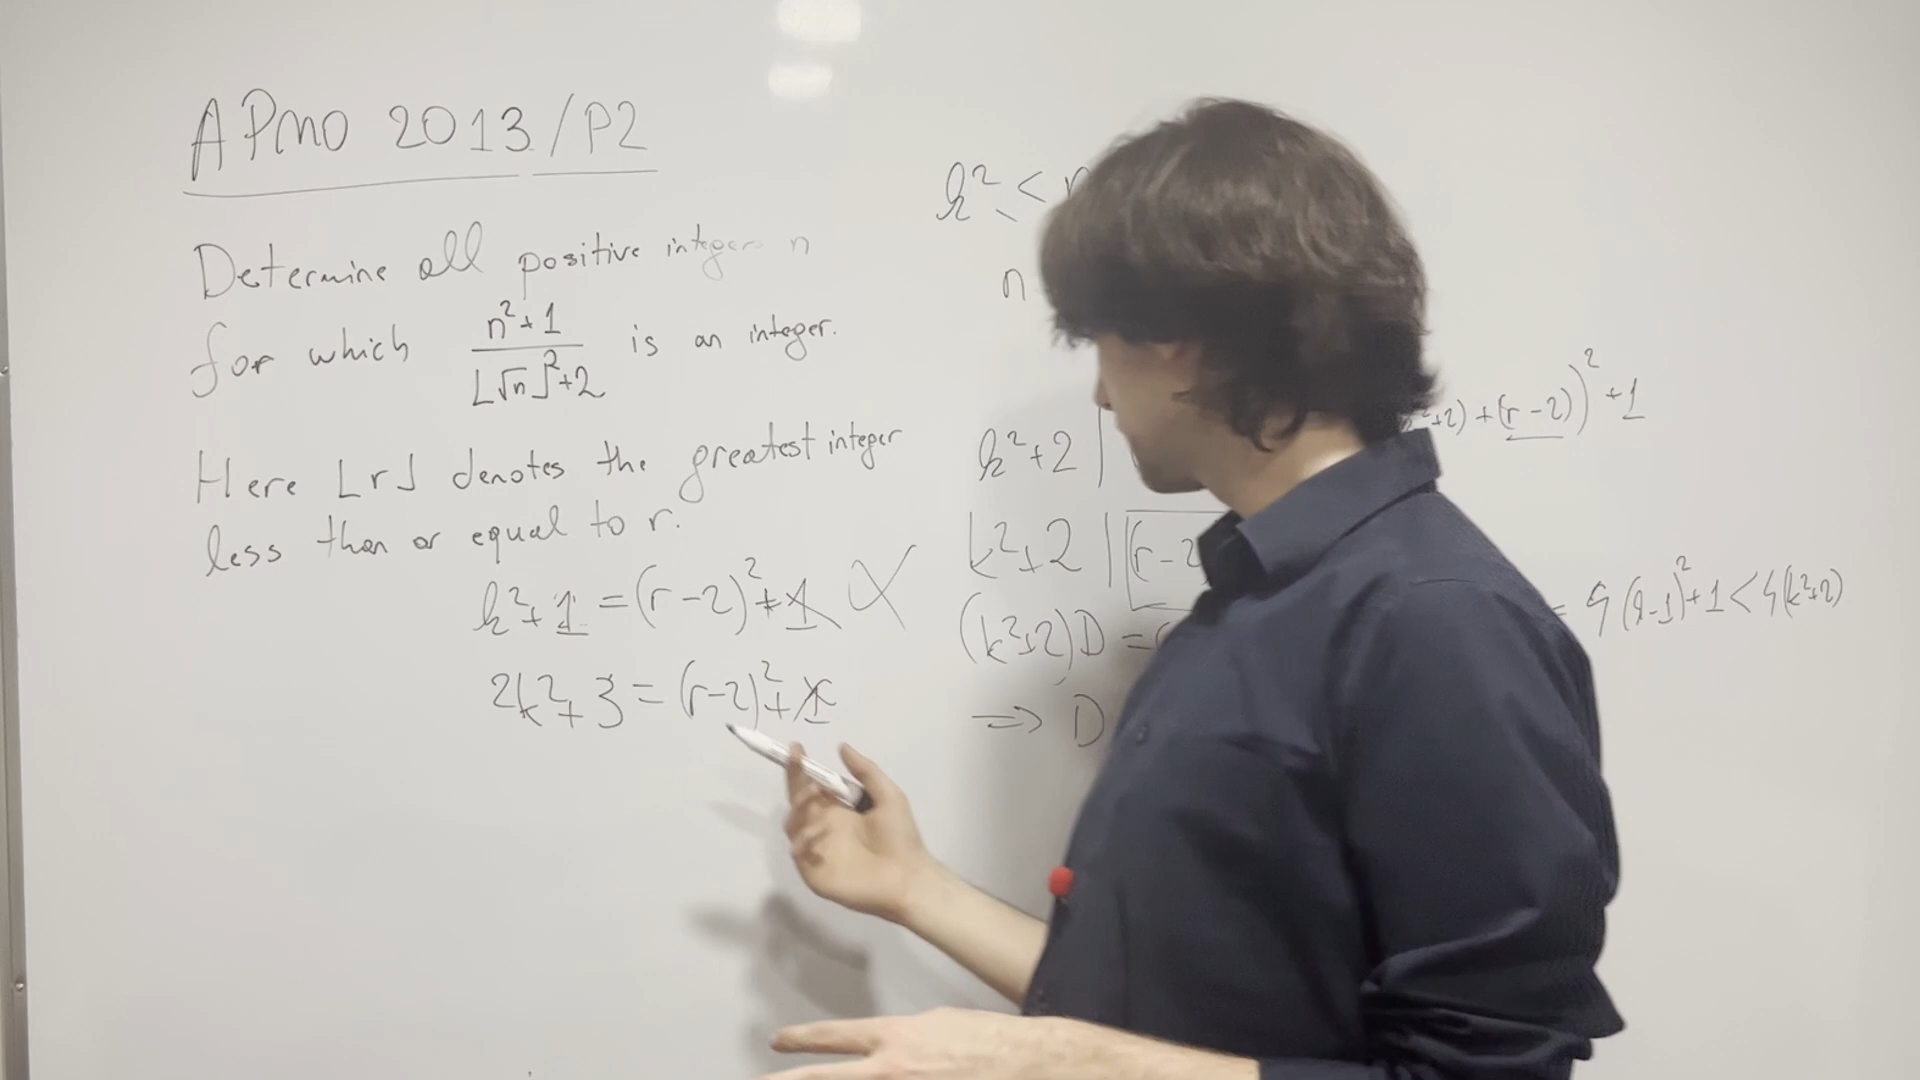 APMO 2013/P2
Determine all positive integer n
for which (n²+1)/(⌊√n⌋²+2) is an integer.
Here ⌊r⌋ denotes the greatest integer
less than or equal to r.
k²+1 = (r-2)²+1
2k²+3 = (r-2)²+1
k² ≤
n
k²+2 |
+2)+(r-2))²+1
k²+2 | (r-2
(k²+2)D =
= 4(k-1)²+1<4(k²+2)
=> D